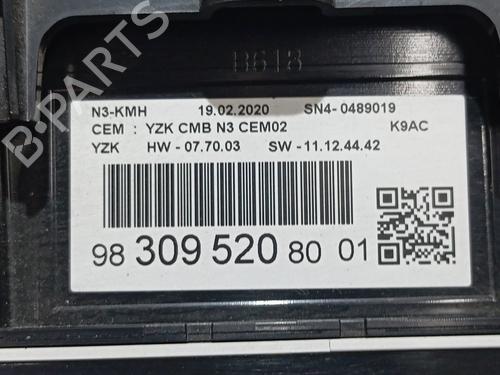 B618
N3-KMH 19.02.2020 SN4- 0489019
CEM : YZK CMB N3 CEM02 K9AC
YZK HW - 07.70.03 SW -11.12.44.42
98 309 520 80 01